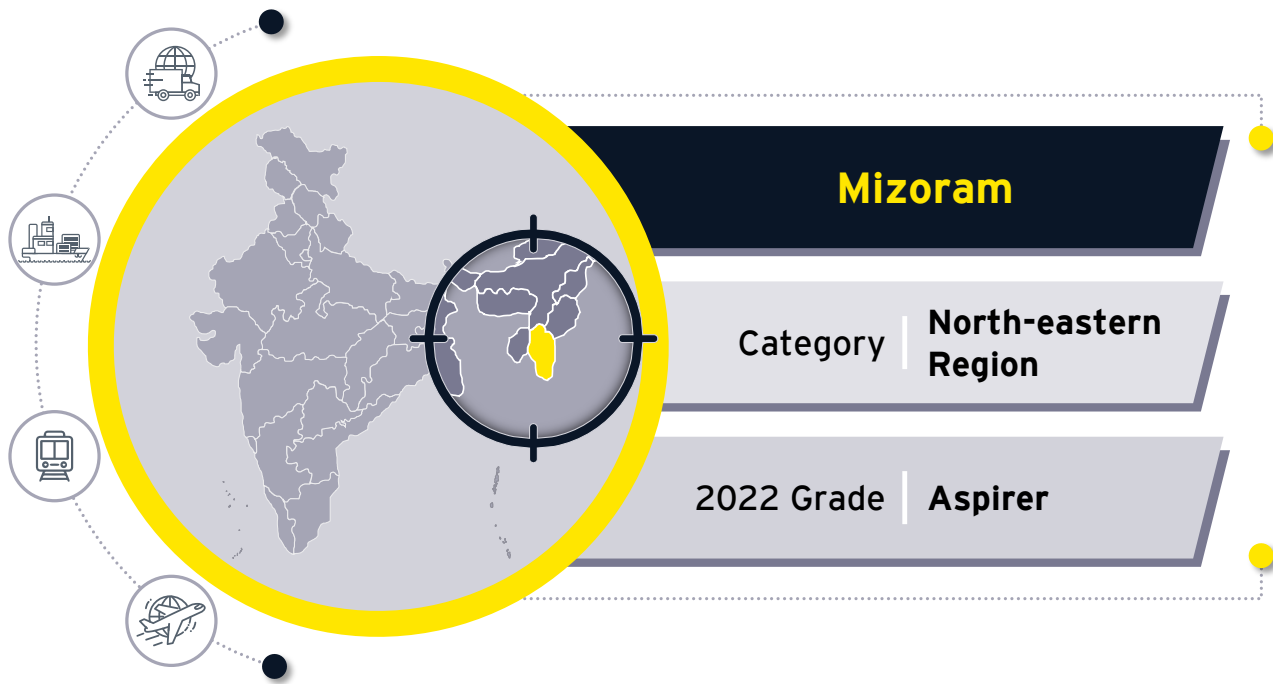 Mizoram
Category
North-eastern
Region
2022 Grade
Aspirer